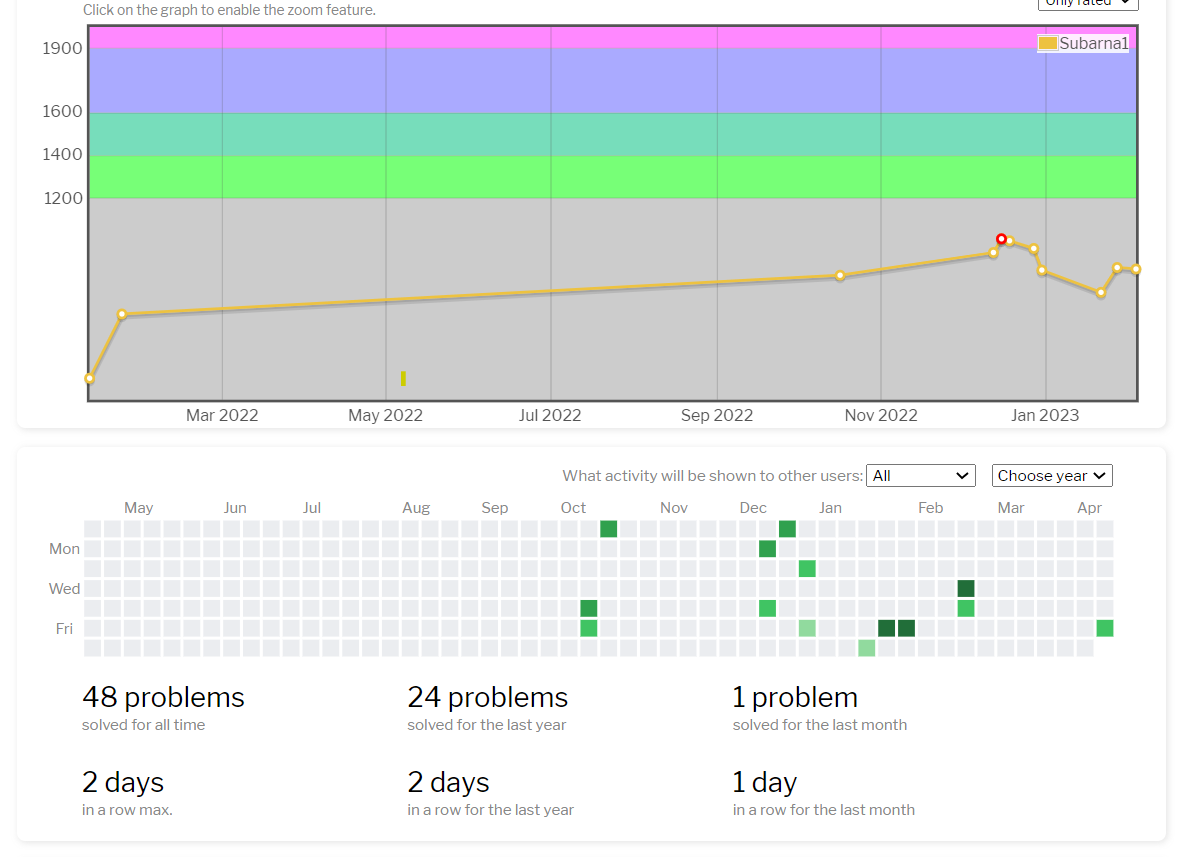 Click on the graph to enable the zoom feature.
Only rated
Subarna1
1900
1600
1400
1200
Mar 2022 May 2022 Jul 2022 Sep 2022 Nov 2022 Jan 2023
What activity will be shown to other users: All Choose year
May Jun Jul Aug Sep Oct Nov Dec Jan Feb Mar Apr
Mon
Wed
Fri
48 problems 24 problems 1 problem
solved for all time solved for the last year solved for the last month
2 days 2 days 1 day
in a row max. in a row for the last year in a row for the last month